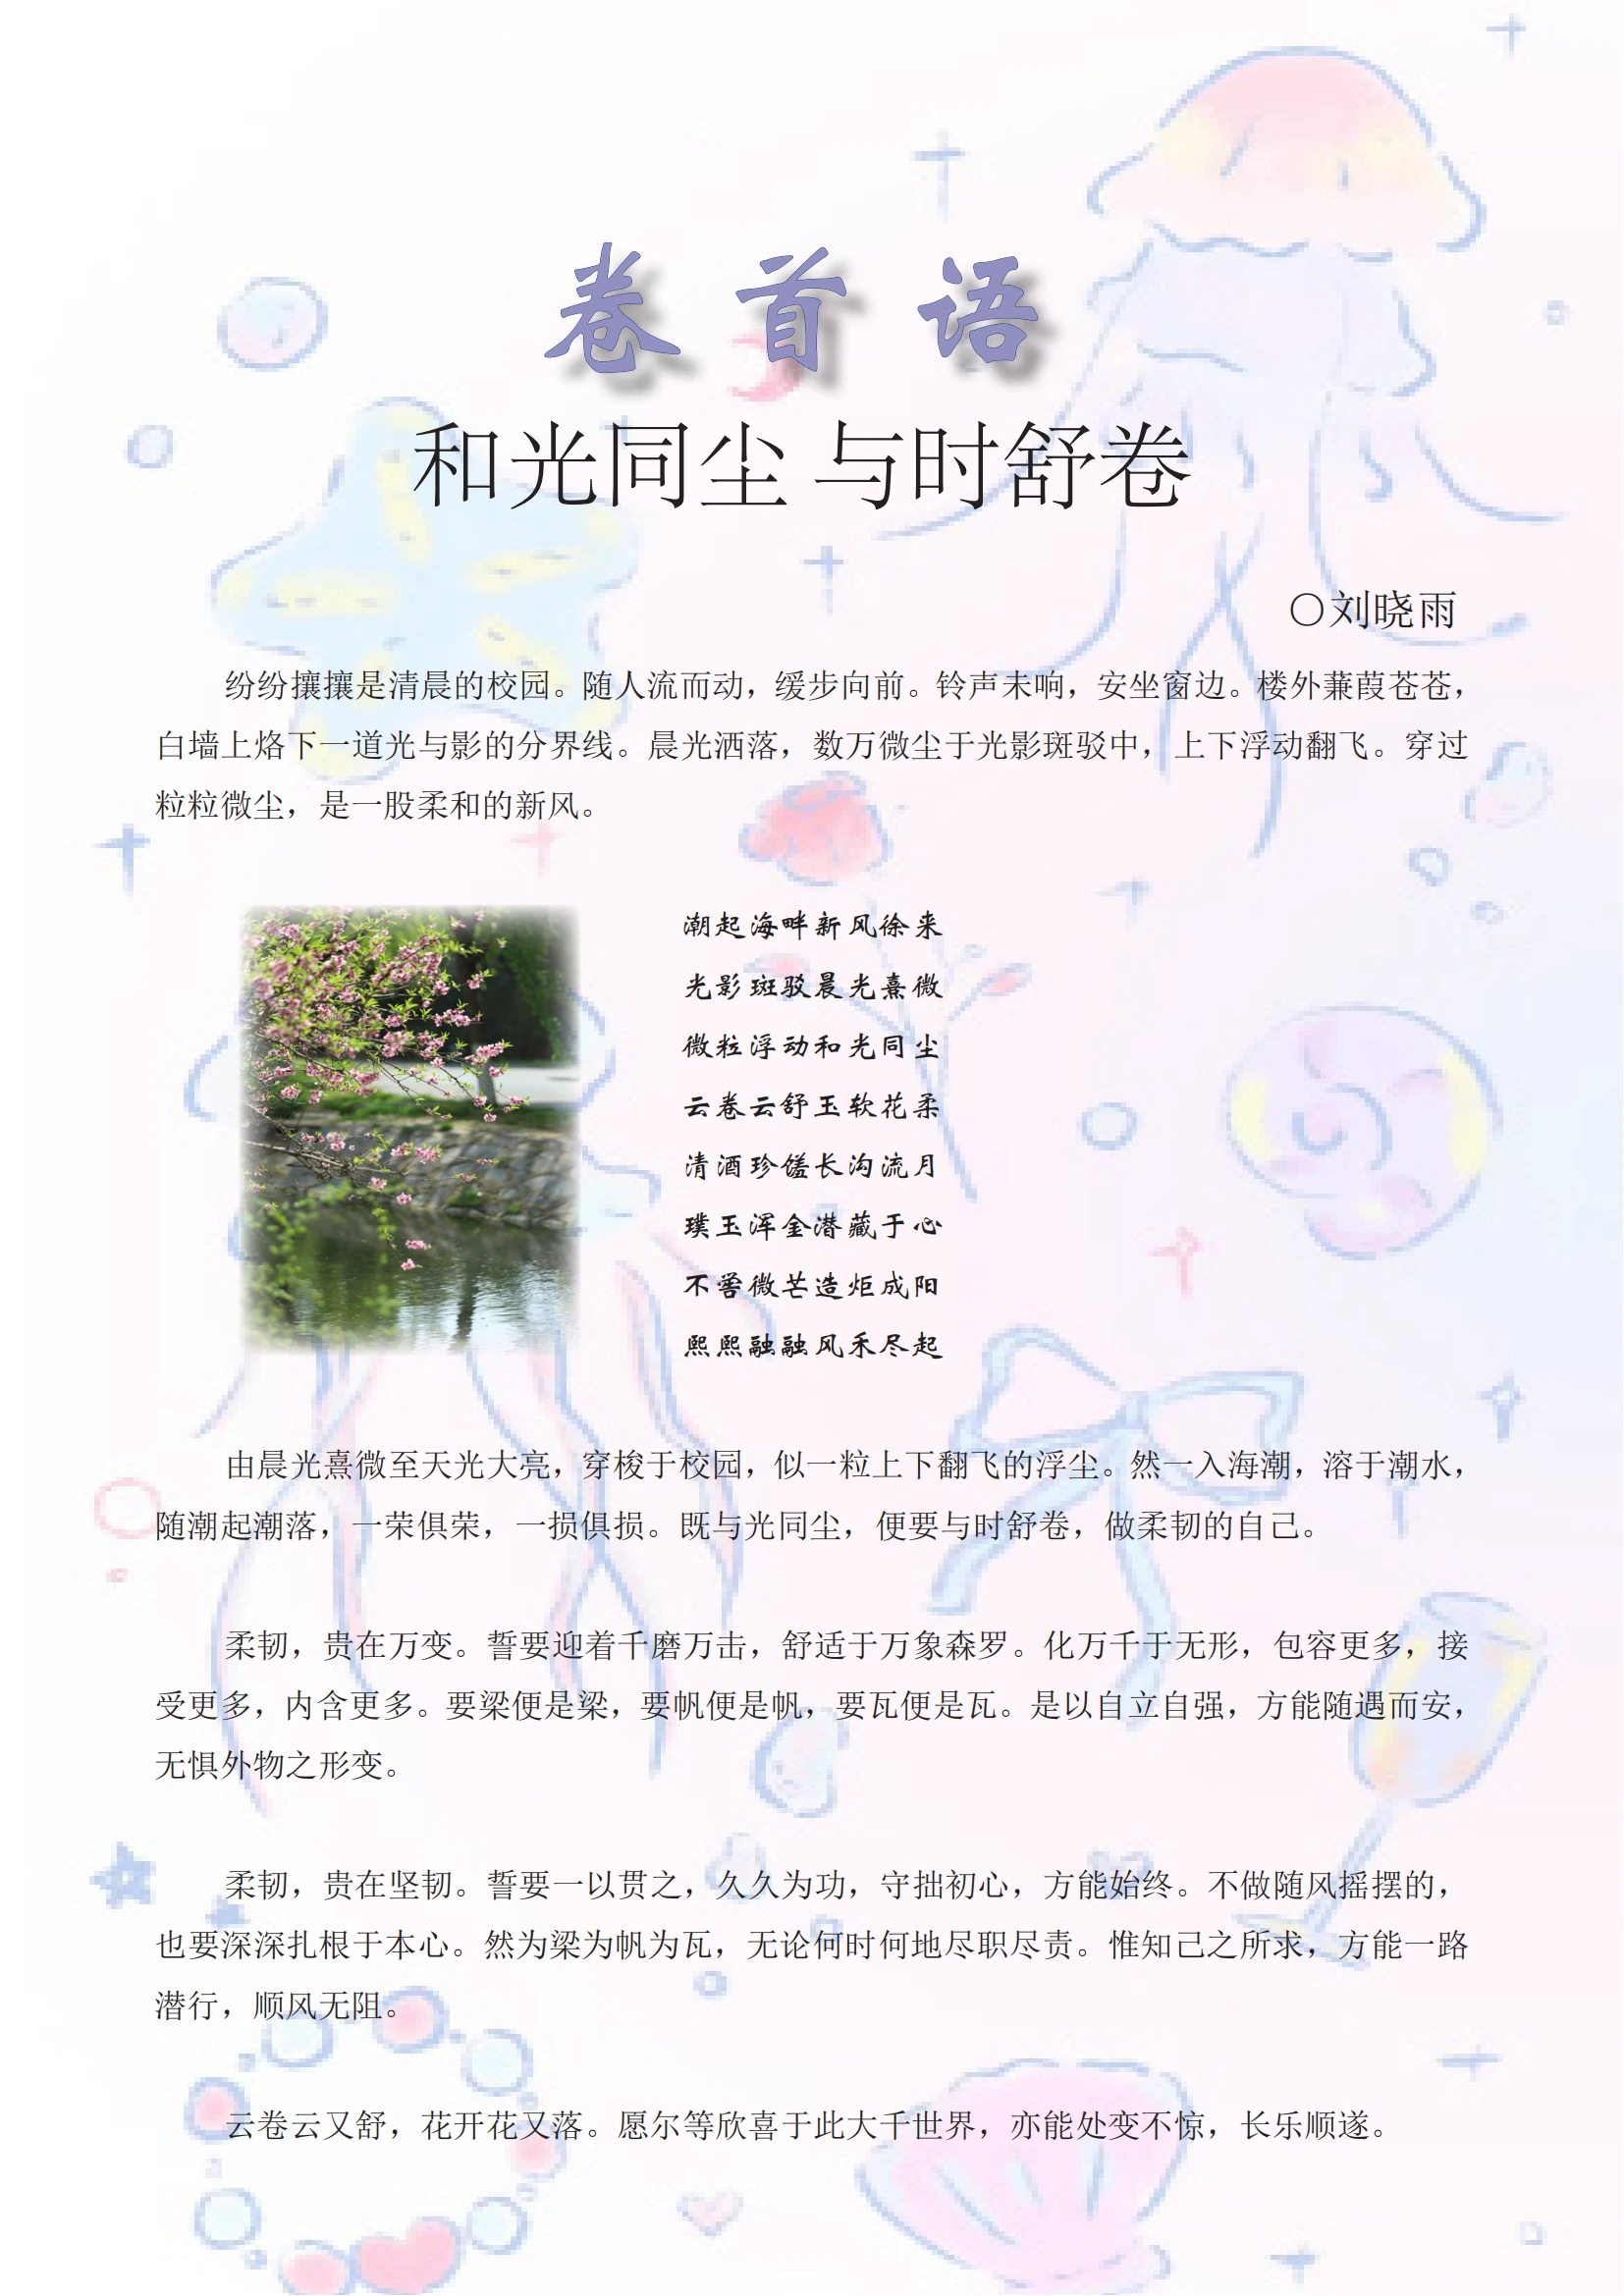 卷首语
和光同尘 与时舒卷
〇刘晓雨
纷纷攘攘是清晨的校园。随人流而动，缓步向前。铃声未响，安坐窗边。楼外蒹葭苍苍，
白墙上烙下一道光与影的分界线。晨光洒落，数万微尘于光影斑驳中，上下浮动翻飞。穿过
粒粒微尘，是一股柔和的新风。
潮起海畔新风徐来
光影斑驳晨光熹微
微粒浮动和光同尘
云卷云舒玉软花柔
清酒珍馐长沟流月
璞玉浑金潜藏于心
不啻微芒造炬成阳
熙熙融融风禾尽起
由晨光熹微至天光大亮，穿梭于校园，似一粒上下翻飞的浮尘。然一入海潮，溶于潮水，
随潮起潮落，一荣俱荣，一损俱损。既与光同尘，便要与时舒卷，做柔韧的自己。
柔韧，贵在万变。誓要迎着千磨万击，舒适于万象森罗。化万千于无形，包容更多，接
受更多，内含更多。要梁便是梁，要帆便是帆，要瓦便是瓦。是以自立自强，方能随遇而安，
无惧外物之形变。
柔韧，贵在坚韧。誓要一以贯之，久久为功，守拙初心，方能始终。不做随风摇摆的，
也要深深扎根于本心。然为梁为帆为瓦，无论何时何地尽职尽责。惟知己之所求，方能一路
潜行，顺风无阻。
云卷云又舒，花开花又落。愿尔等欣喜于此大千世界，亦能处变不惊，长乐顺遂。